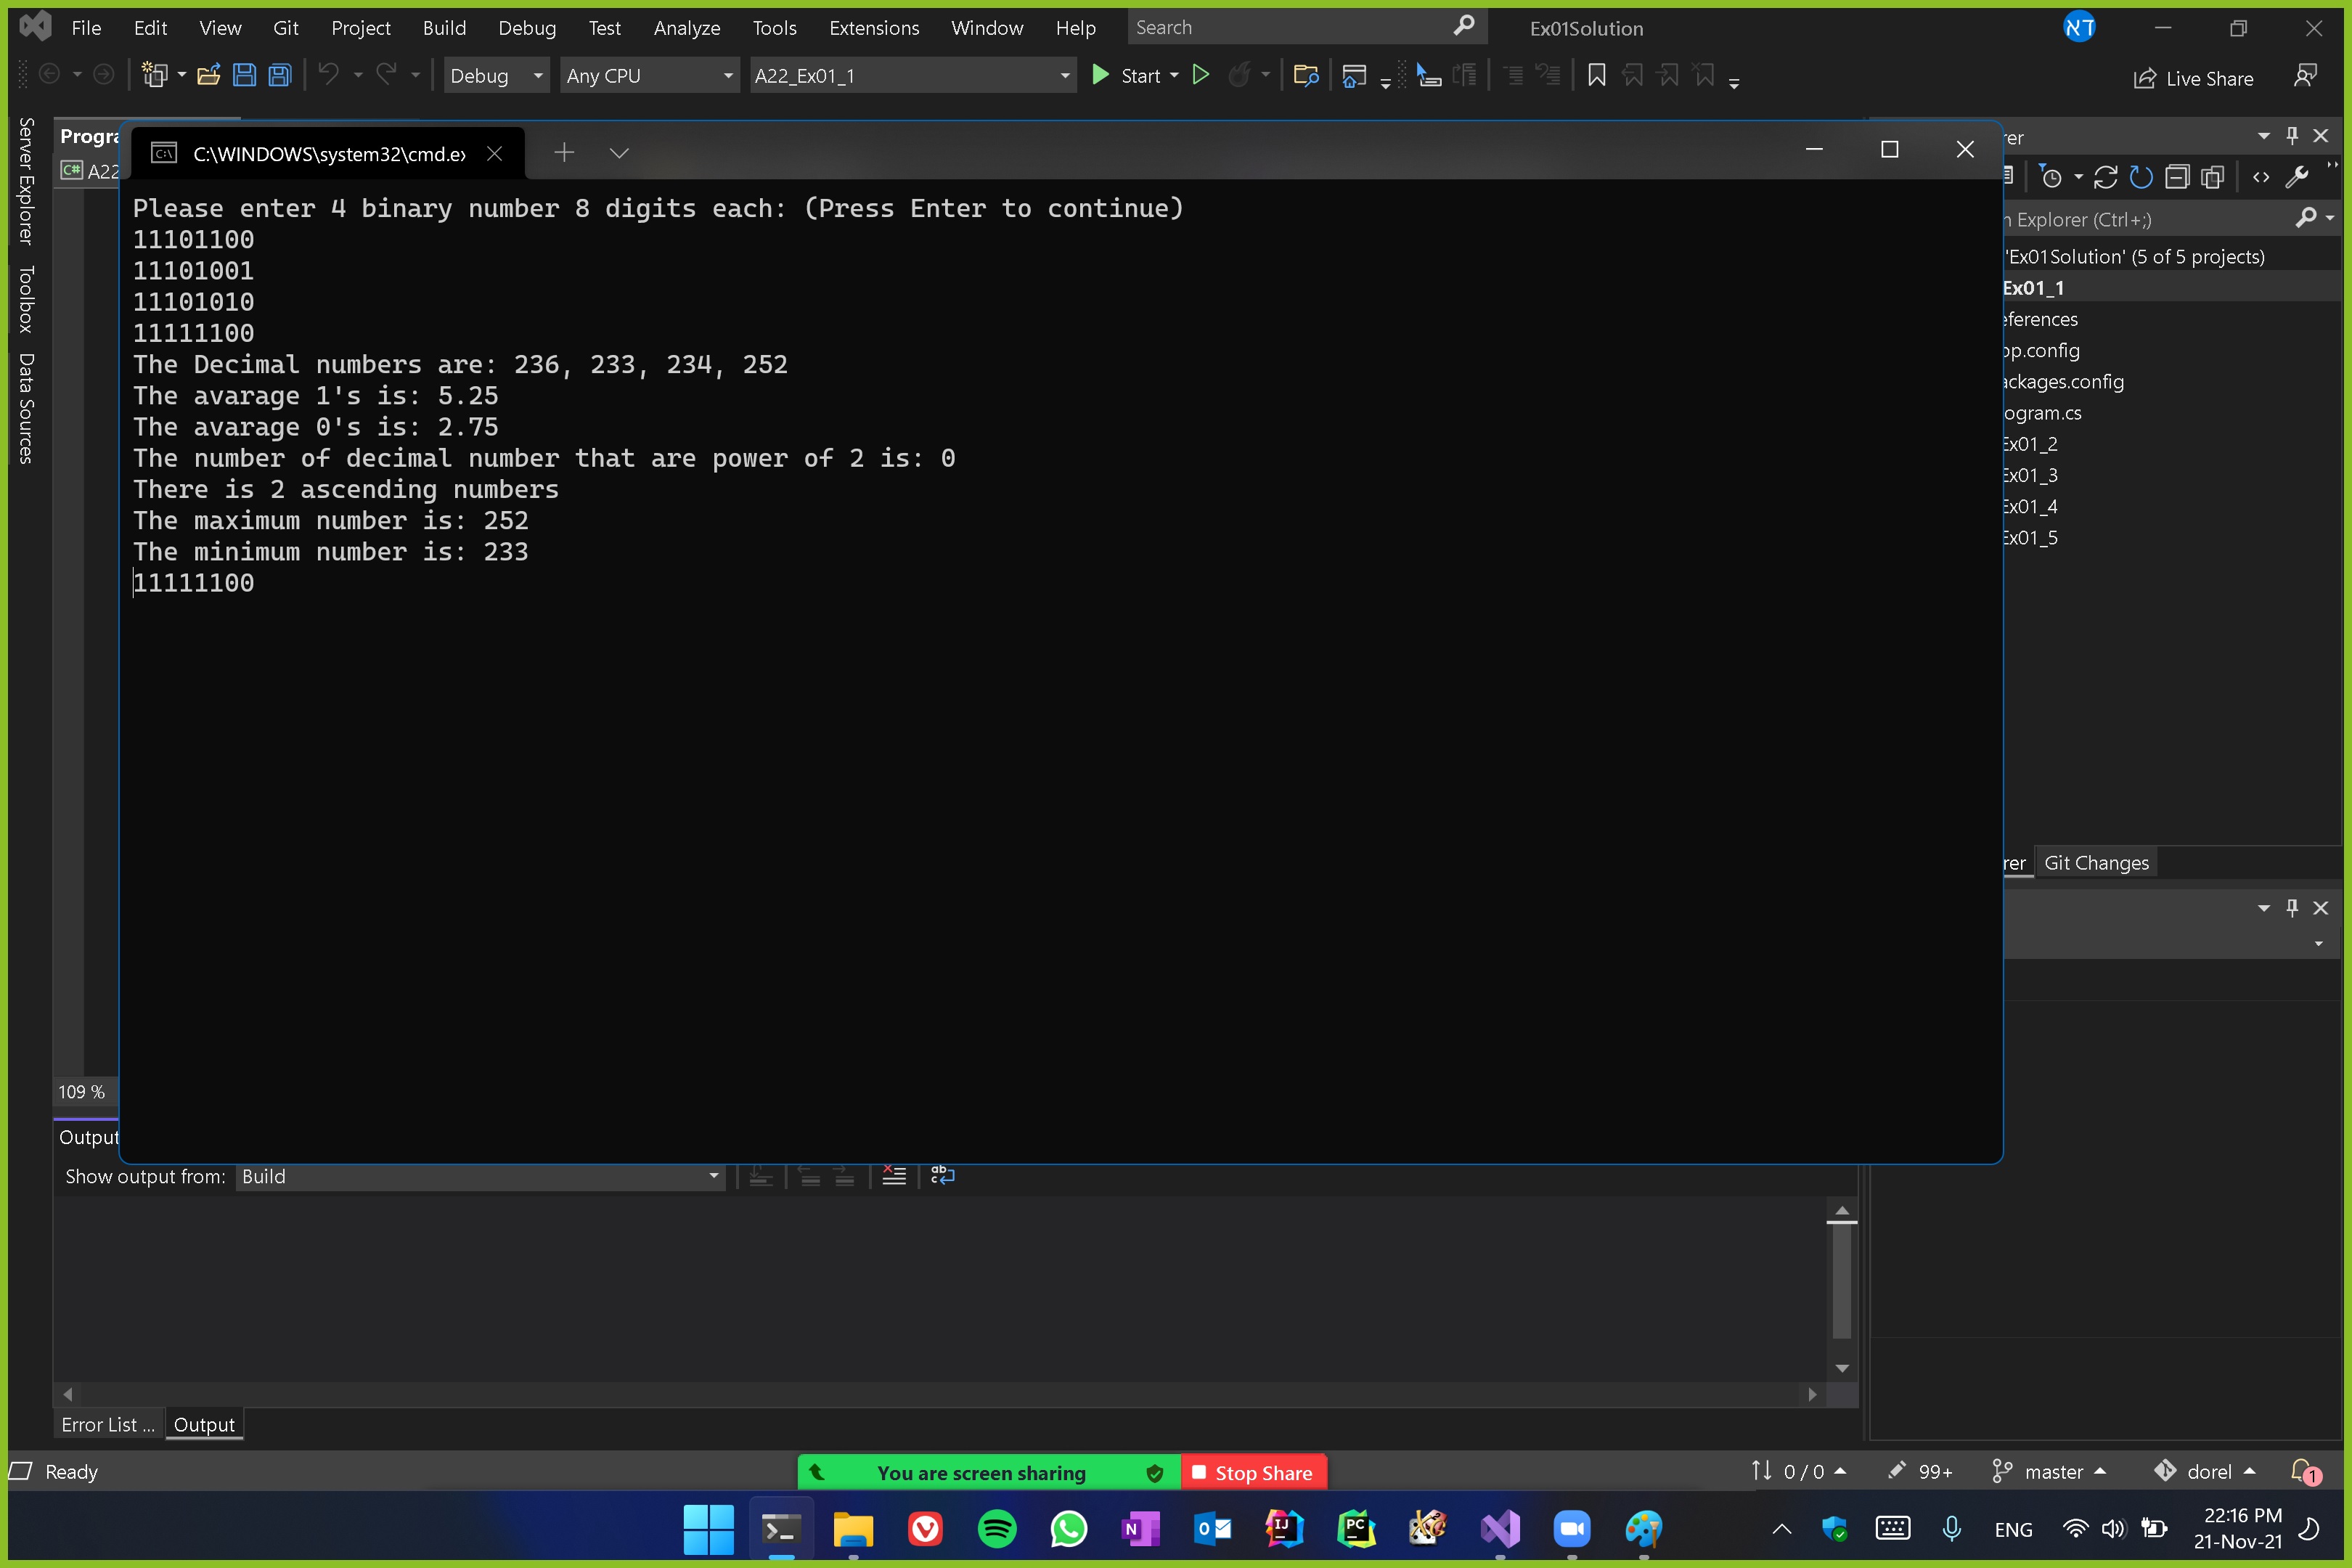 File Edit View Git Project Build Debug Test Analyze Tools Extensions Window Help Search Ex01Solution דא
Debug Any CPU A22_Ex01_1 Start Live Share
Server Explorer
Toolbox
Data Sources
Progra
A22
C:\WINDOWS\system32\cmd.ex
Please enter 4 binary number 8 digits each: (Press Enter to continue)
11101100
11101001
11101010
11111100
The Decimal numbers are: 236, 233, 234, 252
The avarage 1's is: 5.25
The avarage 0's is: 2.75
The number of decimal number that are power of 2 is: 0
There is 2 ascending numbers
The maximum number is: 252
The minimum number is: 233
11111100
rer
n Explorer (Ctrl+;)
'Ex01Solution' (5 of 5 projects)
Ex01_1
eferences
pp.config
ackages.config
ogram.cs
Ex01_2
Ex01_3
Ex01_4
Ex01_5
rer Git Changes
109 %
Output
Show output from: Build
Error List ... Output
Ready
You are screen sharing Stop Share
0 / 0 99+ master dorel 1
ENG
22:16 PM
21-Nov-21